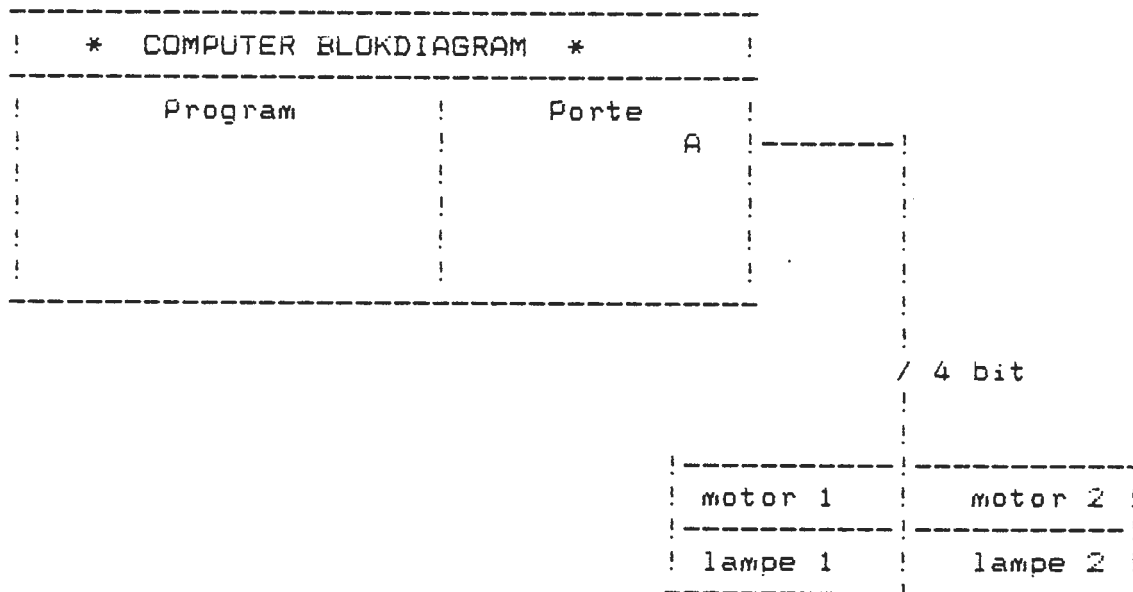 * COMPUTER BLOKDIAGRAM *
Program Porte
A
/ 4 bit
motor 1 motor 2
lampe 1 lampe 2